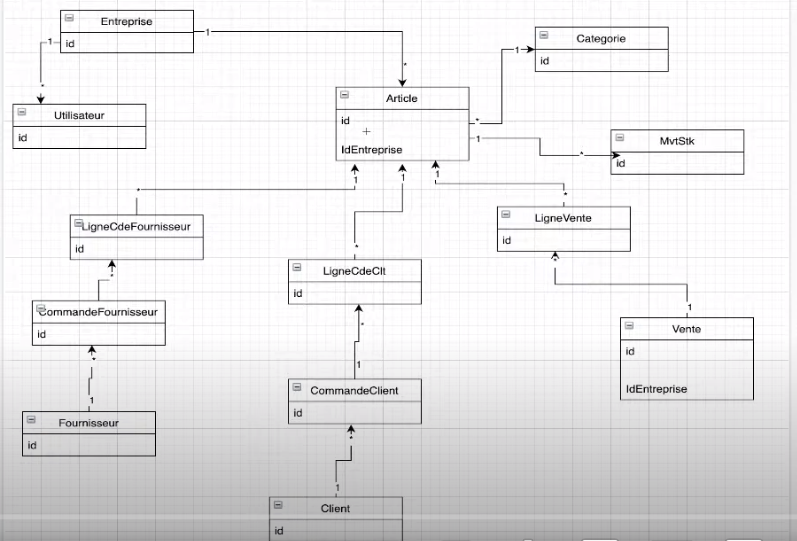 Entreprise
id
1
1
*
*
Utilisateur
id
Article
id
IdEntreprise
Categorie
id
1
*
1
*
MvtStk
id
1
1
1
*
*
*
LigneCdeFournisseur
id
*
CommandeFournisseur
id
*
1
Fournisseur
id
LigneCdeClt
id
*
1
CommandeClient
id
*
1
Client
id
LigneVente
id
*
1
Vente
id
IdEntreprise